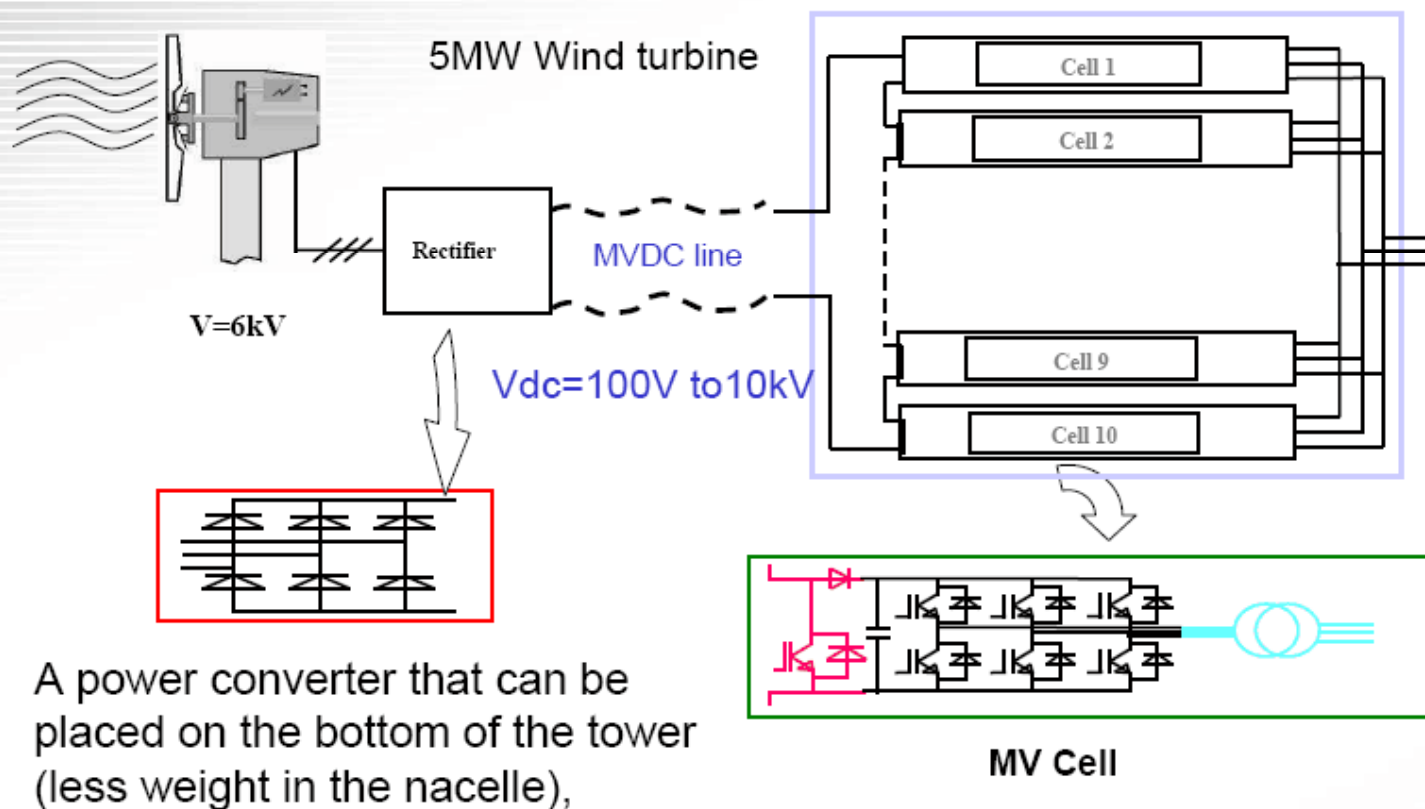 5MW Wind turbine
Cell 1
Cell 2
Rectifier
MVDC line
V=6kV
Vdc=100V to10kV
Cell 9
Cell 10
A power converter that can be
placed on the bottom of the tower
(less weight in the nacelle),
MV Cell